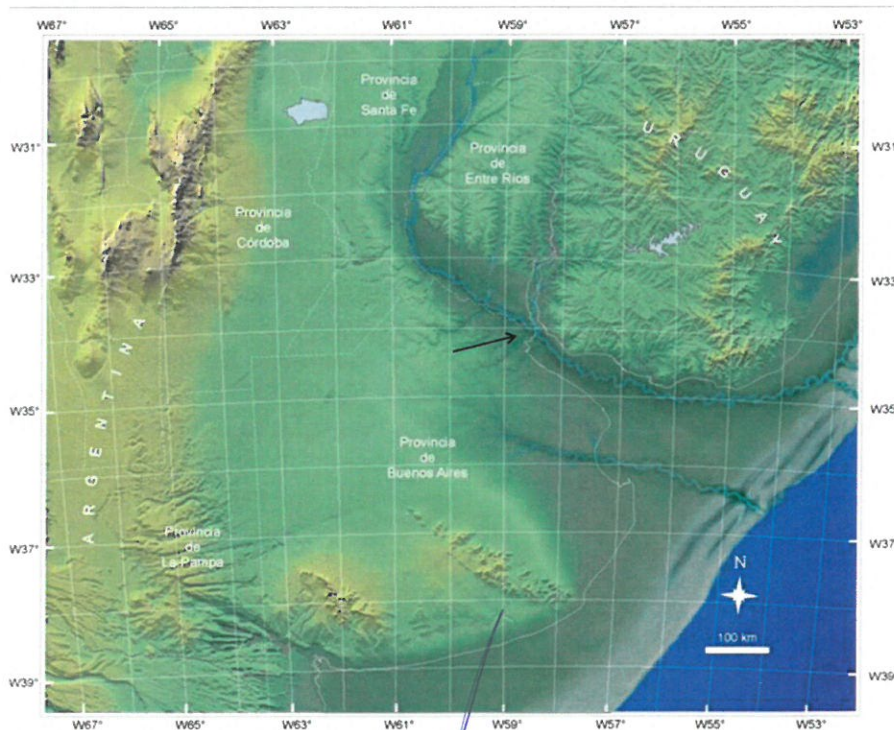 W67° W65° W63° W61° W59° W57° W55° W53°
Provincia
de
Santa Fe
URUGUAY
W31° W31°
Provincia
de
Entre Ríos
Provincia
de
Córdoba
W33° W33°
ARGENTINA
W35° W35°
Provincia
de
Buenos Aires
Provincia
de
La Pampa
W37° W37°
N
100 km
W39° W39°
W67° W65° W63° W61° W59° W57° W55° W53°